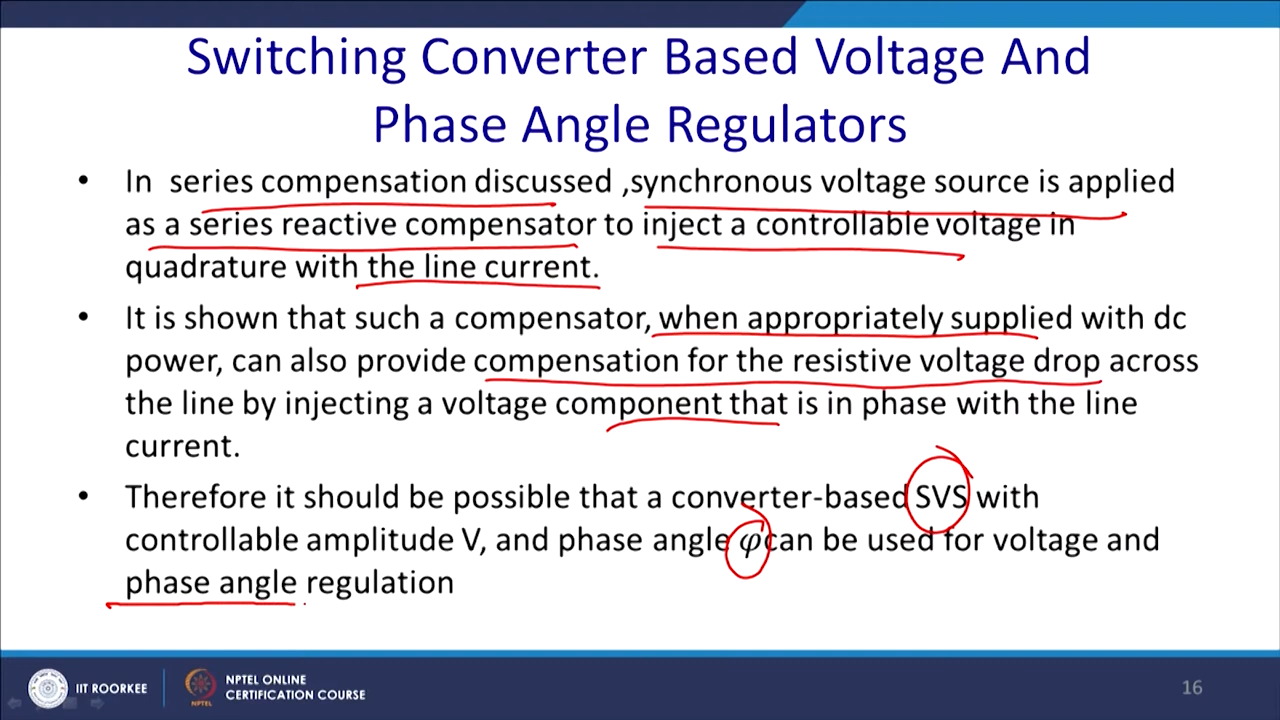 Switching Converter Based Voltage And
Phase Angle Regulators
• In series compensation discussed ,synchronous voltage source is applied
as a series reactive compensator to inject a controllable voltage in
quadrature with the line current.
• It is shown that such a compensator, when appropriately supplied with dc
power, can also provide compensation for the resistive voltage drop across
the line by injecting a voltage component that is in phase with the line
current.
• Therefore it should be possible that a converter-based SVS with
controllable amplitude V, and phase angle φ can be used for voltage and
phase angle regulation
IIT ROORKEE
NPTEL ONLINE
CERTIFICATION COURSE
NPTEL
16